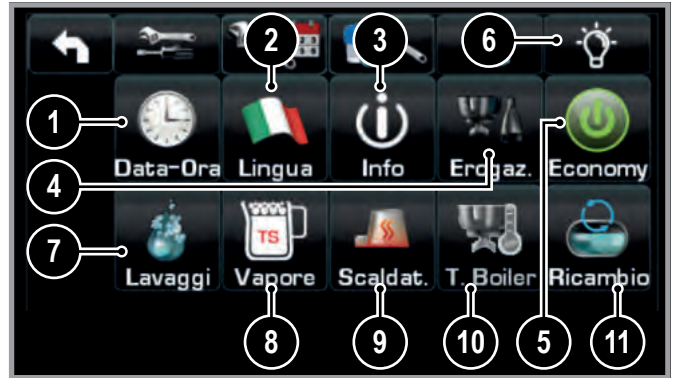 2 3 6
1
Data-Ora Lingua Info Erogaz. Economy
4
TS
7
Lavaggi Vapore Scaldat. T. Boiler Ricambio
8 9 10 5 11